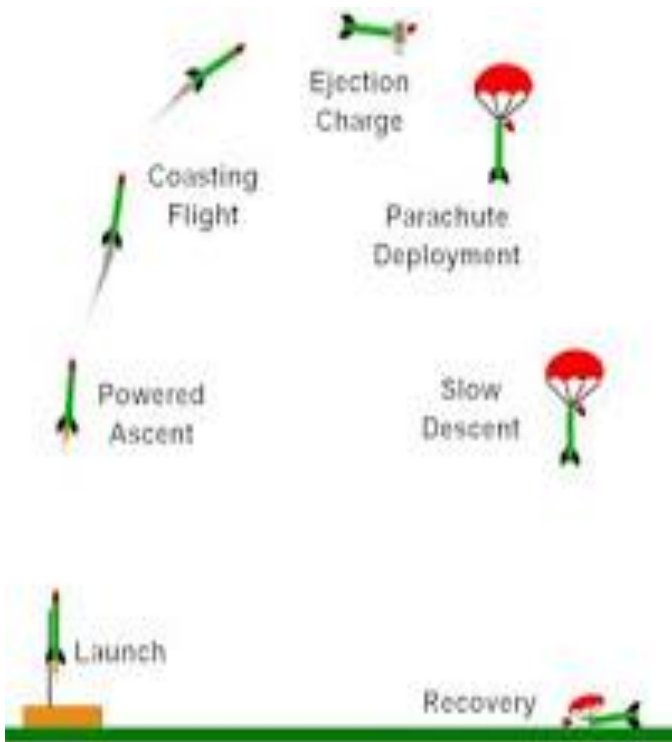 Ejection
Charge
Coasting
Flight
Parachute
Deployment
Powered
Ascent
Slow
Descent
Launch
Recovery